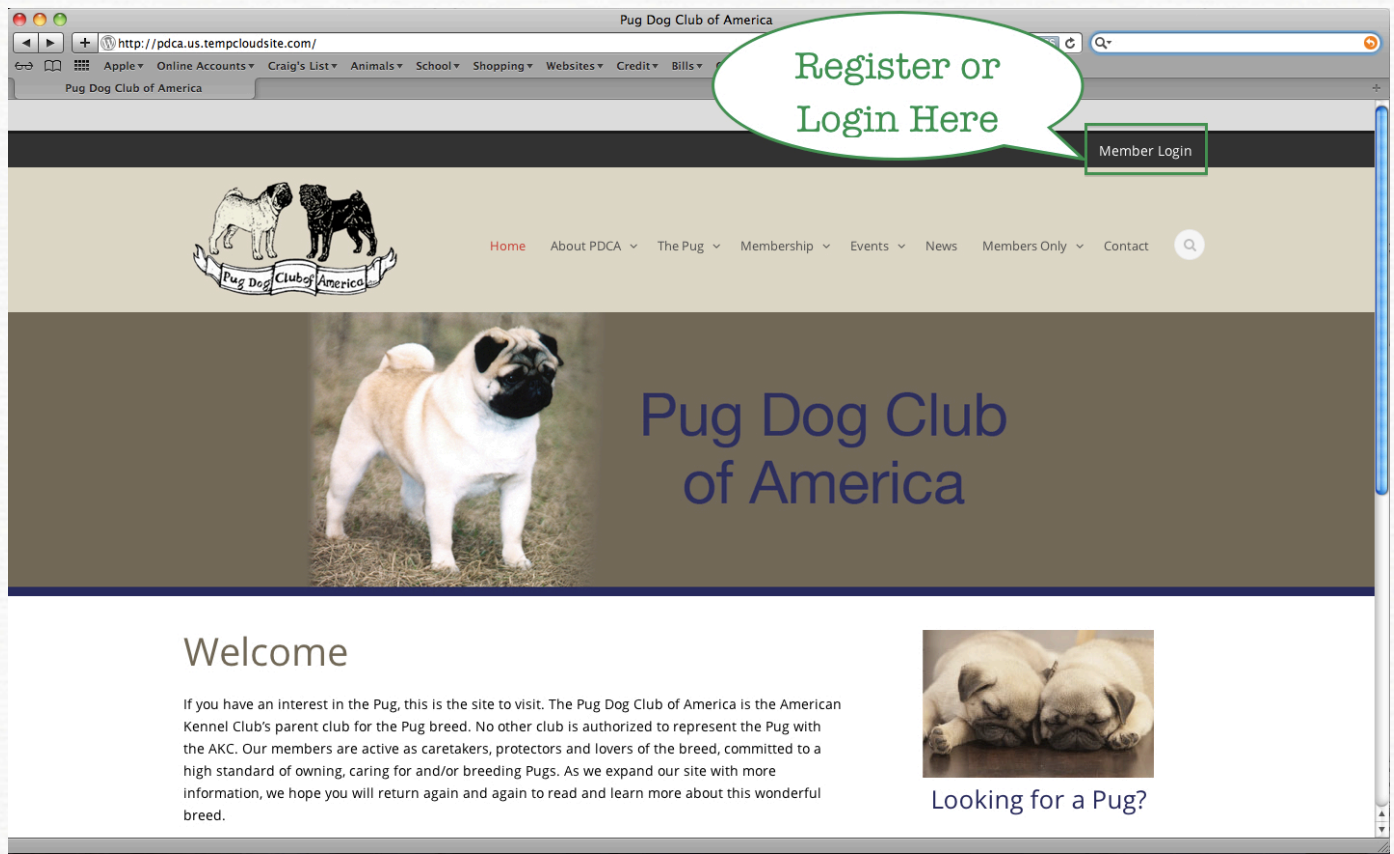 Pug Dog Club of America
http://pdca.us.tempcloudsite.com/
Apple Online Accounts Craig's List Animals School Shopping Websites Credit Bills
Pug Dog Club of America
Register or
Login Here
Member Login
Pug Dog Club of America
Home About PDCA The Pug Membership Events News Members Only Contact
Pug Dog Club
of America
Welcome
If you have an interest in the Pug, this is the site to visit. The Pug Dog Club of America is the American
Kennel Club’s parent club for the Pug breed. No other club is authorized to represent the Pug with
the AKC. Our members are active as caretakers, protectors and lovers of the breed, committed to a
high standard of owning, caring for and/or breeding Pugs. As we expand our site with more
information, we hope you will return again and again to read and learn more about this wonderful
breed.
Looking for a Pug?